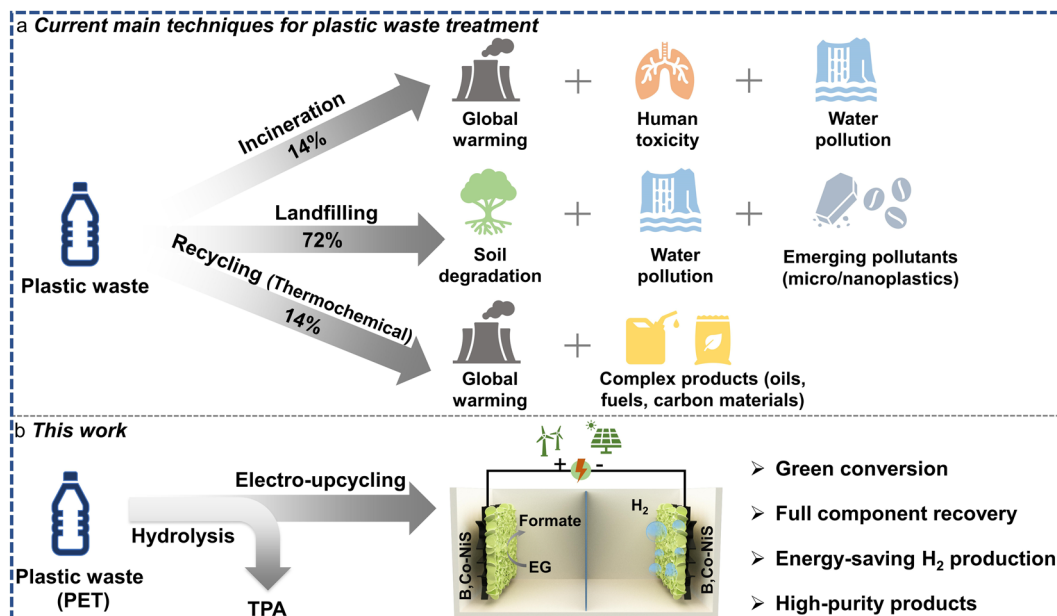 a Current main techniques for plastic waste treatment
Incineration
14%
Global
warming
+
Human
toxicity
+
Water
pollution
Plastic waste
Landfilling
72%
Soil
degradation
+
Water
pollution
+
Emerging pollutants
(micro/nanoplastics)
Recycling (Thermochemical)
14%
Global
warming
+
Complex products (oils,
fuels, carbon materials)
b This work
Plastic waste
(PET)
Hydrolysis
TPA
Electro-upcycling
+ -
B,Co-NiS
Formate
EG
H₂
B,Co-NiS
➢ Green conversion
➢ Full component recovery
➢ Energy-saving H₂ production
➢ High-purity products